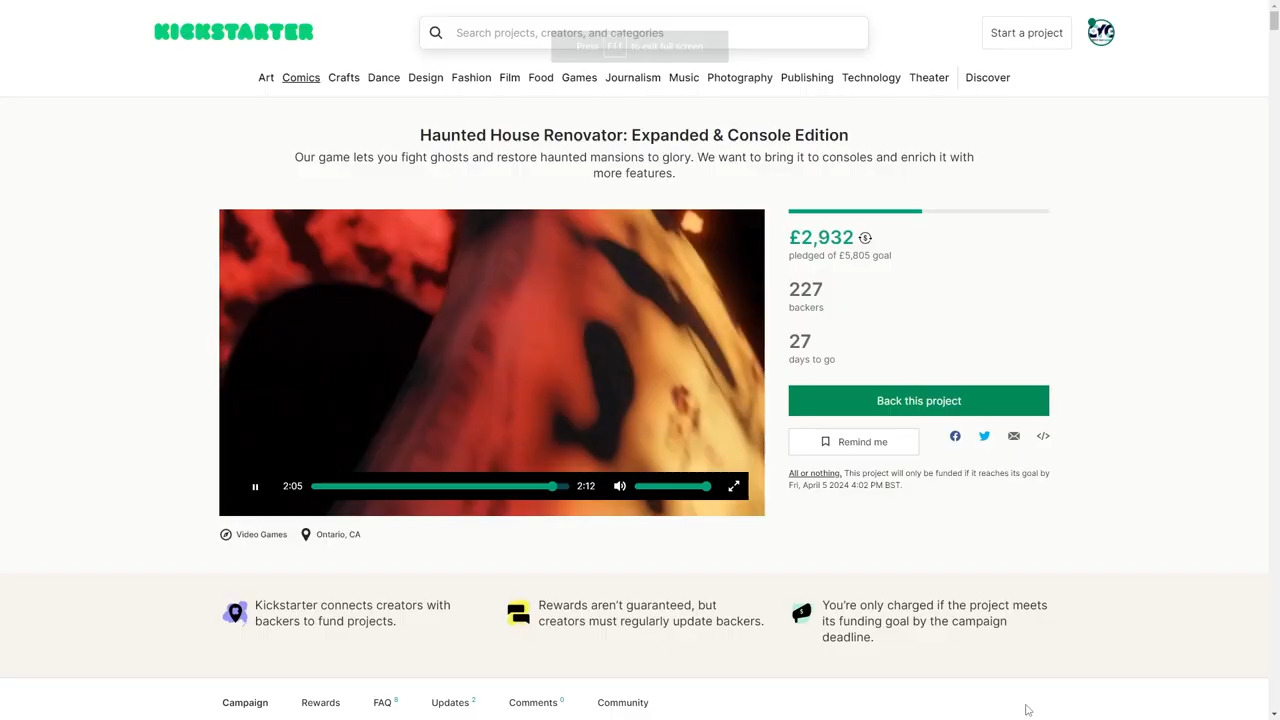 KICKSTARTER
Search projects, creators, and categories
Press F11 to exit full screen
Start a project
Art Comics Crafts Dance Design Fashion Film Food Games Journalism Music Photography Publishing Technology Theater Discover
Haunted House Renovator: Expanded & Console Edition
Our game lets you fight ghosts and restore haunted mansions to glory. We want to bring it to consoles and enrich it with
more features.
£2,932
pledged of £5,805 goal
227
backers
27
days to go
Back this project
Remind me
All or nothing. This project will only be funded if it reaches its goal by
Fri, April 5 2024 4:02 PM BST.
2:05 2:12
Video Games Ontario, CA
Kickstarter connects creators with
backers to fund projects.
Rewards aren't guaranteed, but
creators must regularly update backers.
You're only charged if the project meets
its funding goal by the campaign
deadline.
Campaign Rewards FAQ 8 Updates 2 Comments 0 Community